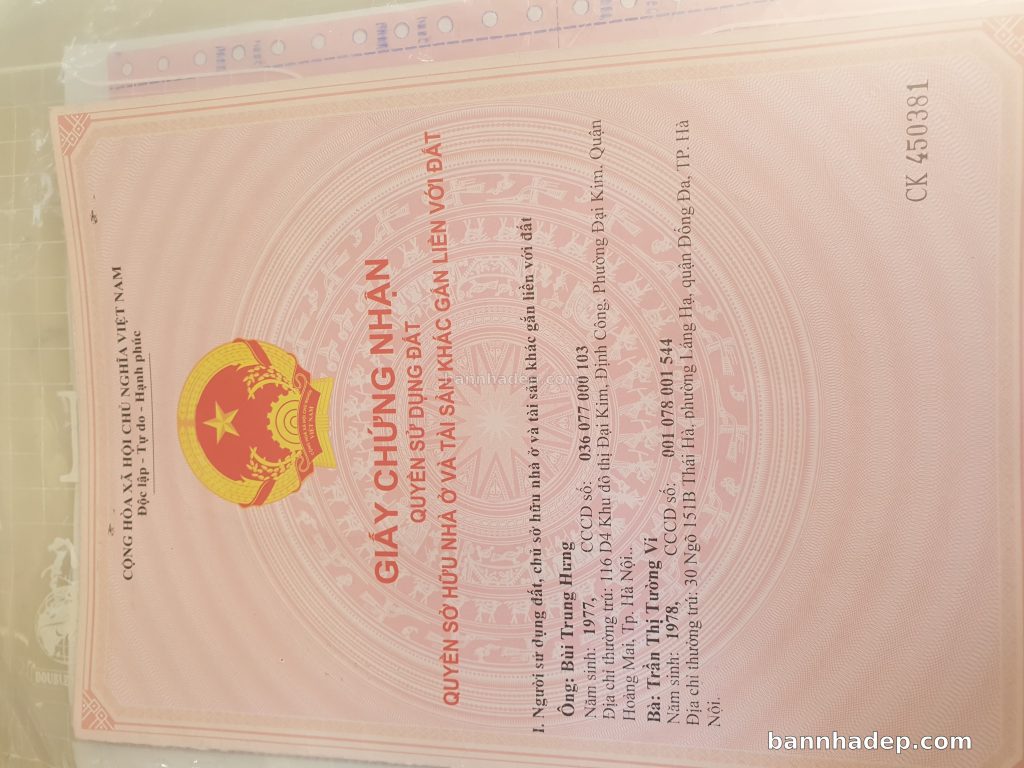 CỘNG HÒA XÃ HỘI CHỦ NGHĨA VIỆT NAM
Độc lập - Tự do - Hạnh phúc
VIỆT NAM
GIẤY CHỨNG NHẬN
QUYỀN SỬ DỤNG ĐẤT
QUYỀN SỞ HỮU NHÀ Ở VÀ TÀI SẢN KHÁC GẮN LIỀN VỚI ĐẤT
bannhadep.com
I. Người sử dụng đất, chủ sở hữu nhà ở và tài sản khác gắn liền với đất
Ông: Bùi Trung Hưng
Năm sinh: 1977, CCCD số: 036 077 000 103
Địa chỉ thường trú: 116 D4 Khu đô thị Đại Kim, Định Công, Phường Đại Kim. Quận
Hoàng Mai, Tp. Hà Nội..
Bà: Trần Thị Tường Vi
Năm sinh: 1978, CCCD số: 001 078 001 544
Địa chỉ thường trú: 30 Ngõ 151B Thái Hà, phường Láng Hạ, quận Đống Đa, TP. Hà
Nội.
CK 450381
bannhadep.com